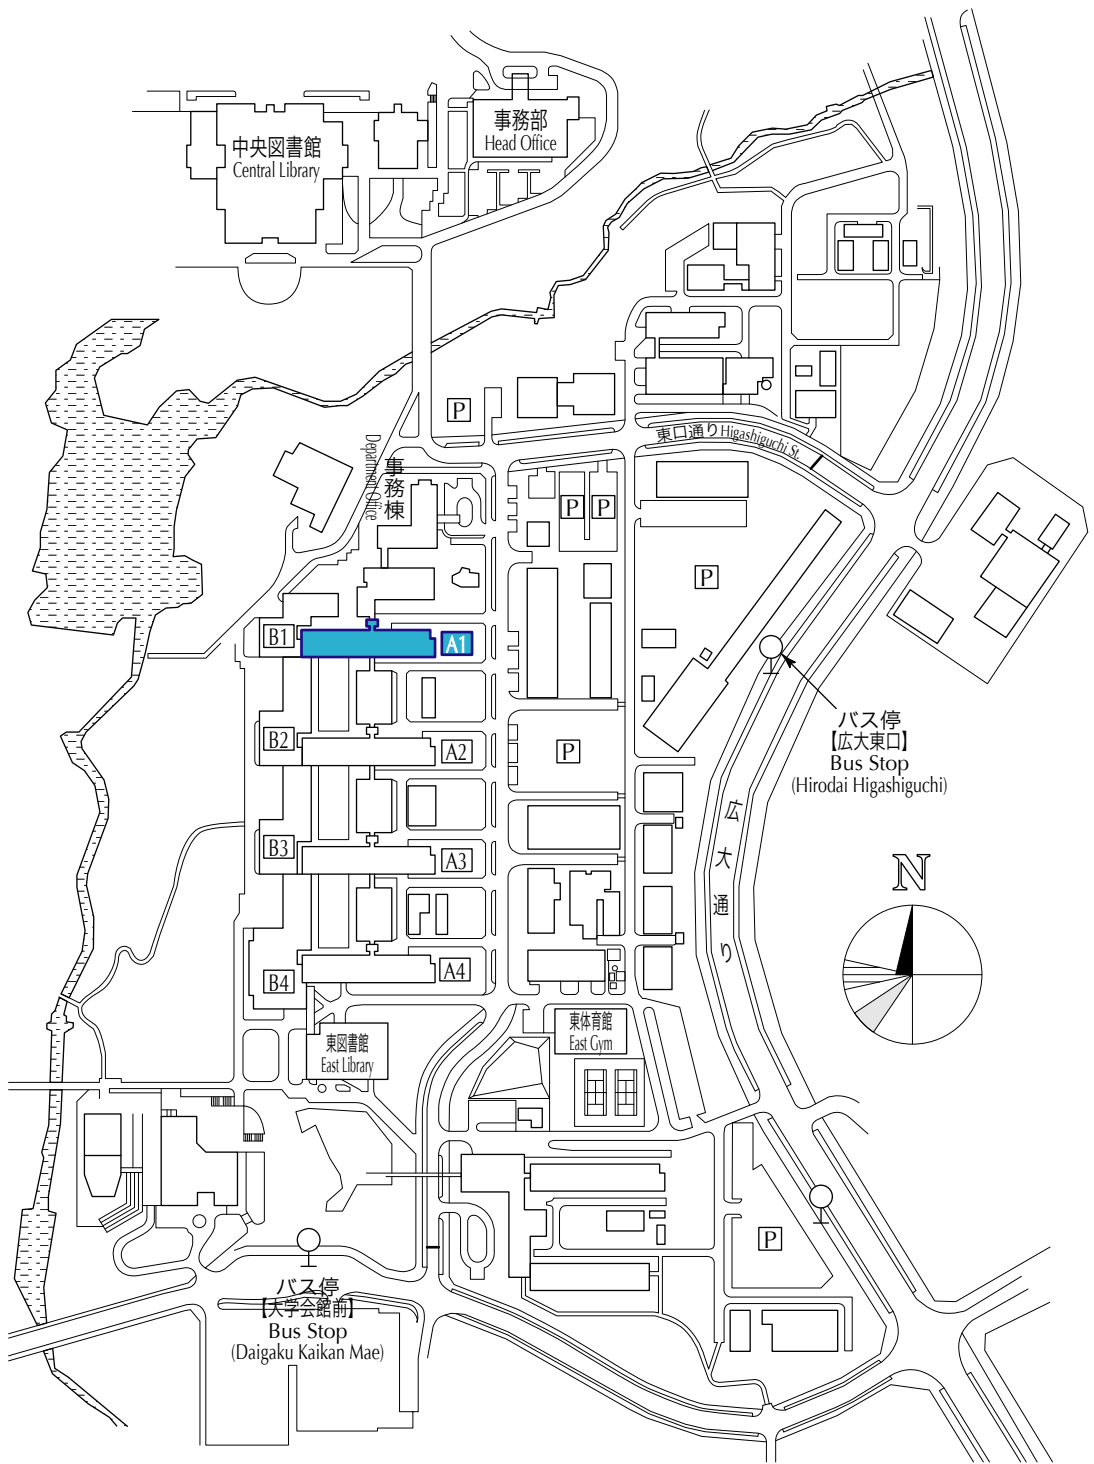 中央図書館
Central Library
事務部
Head Office
P
東口通り Higashiguchi St.
事務棟
Department Office
P
P
P
B1
A1
バス停
【広大東口】
Bus Stop
(Hirodai Higashiguchi)
B2
A2
P
広大通り
B3
A3
N
B4
A4
東図書館
East Library
東体育館
East Gym
P
バス停
【大学会館前】
Bus Stop
(Daigaku Kaikan Mae)